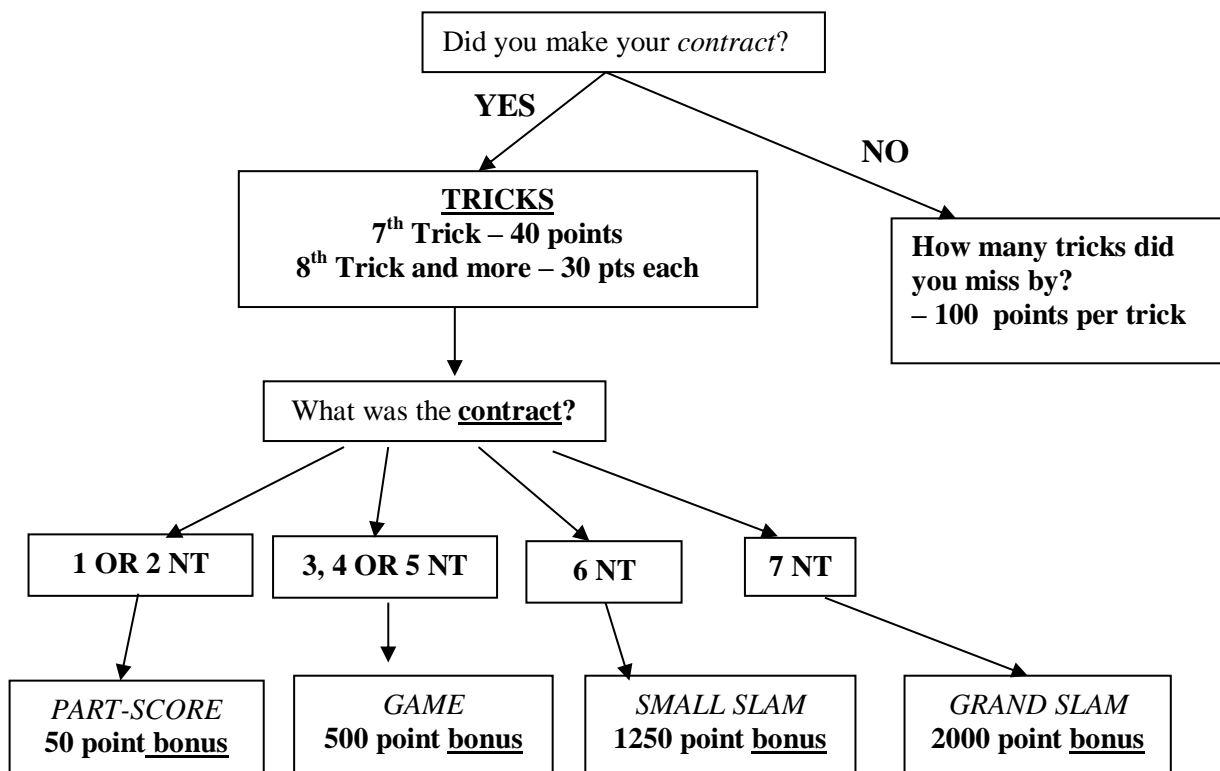 Did you make your contract?
YES
NO
TRICKS
7th Trick – 40 points
8th Trick and more – 30 pts each
How many tricks did
you miss by?
– 100 points per trick
What was the contract?
1 OR 2 NT
3, 4 OR 5 NT
6 NT
7 NT
PART-SCORE
50 point bonus
GAME
500 point bonus
SMALL SLAM
1250 point bonus
GRAND SLAM
2000 point bonus